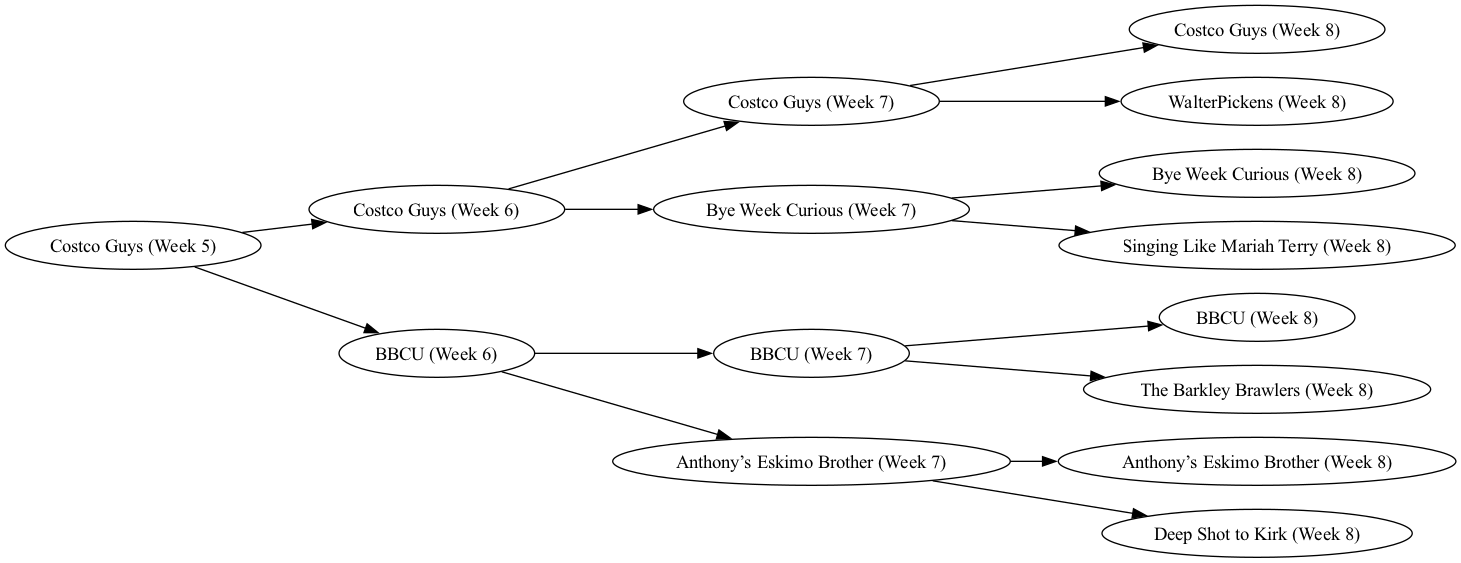 Costco Guys (Week 8)
Costco Guys (Week 7)
WalterPickens (Week 8)
Bye Week Curious (Week 8)
Costco Guys (Week 6)
Bye Week Curious (Week 7)
Costco Guys (Week 5)
Singing Like Mariah Terry (Week 8)
BBCU (Week 8)
BBCU (Week 6)
BBCU (Week 7)
The Barkley Brawlers (Week 8)
Anthony’s Eskimo Brother (Week 7)
Anthony’s Eskimo Brother (Week 8)
Deep Shot to Kirk (Week 8)